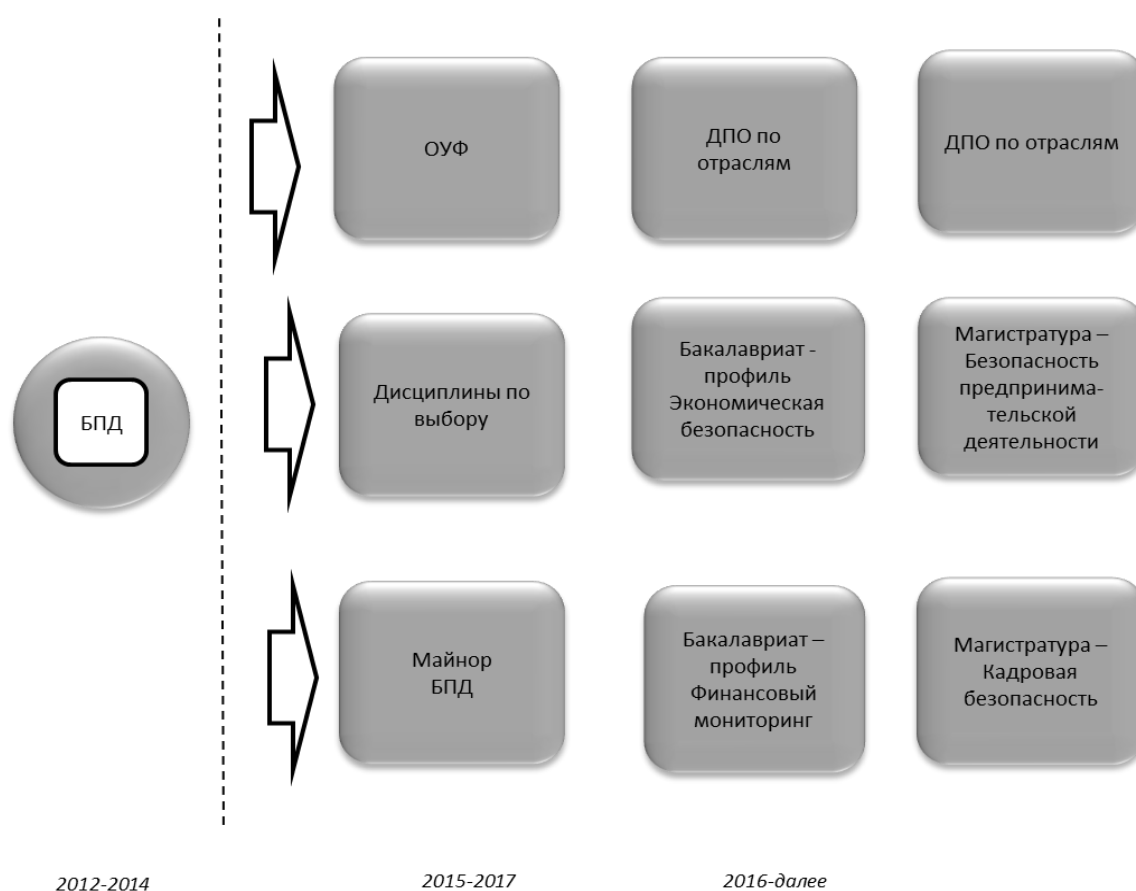 БПД
ОУФ
ДПО по
отраслям
ДПО по отраслям
Дисциплины по
выбору
Бакалавриат -
профиль
Экономическая
безопасность
Магистратура –
Безопасность
предпринима-
тельской
деятельности
Майнор
БПД
Бакалавриат –
профиль
Финансовый
мониторинг
Магистратура –
Кадровая
безопасность
2012-2014
2015-2017
2016-далее